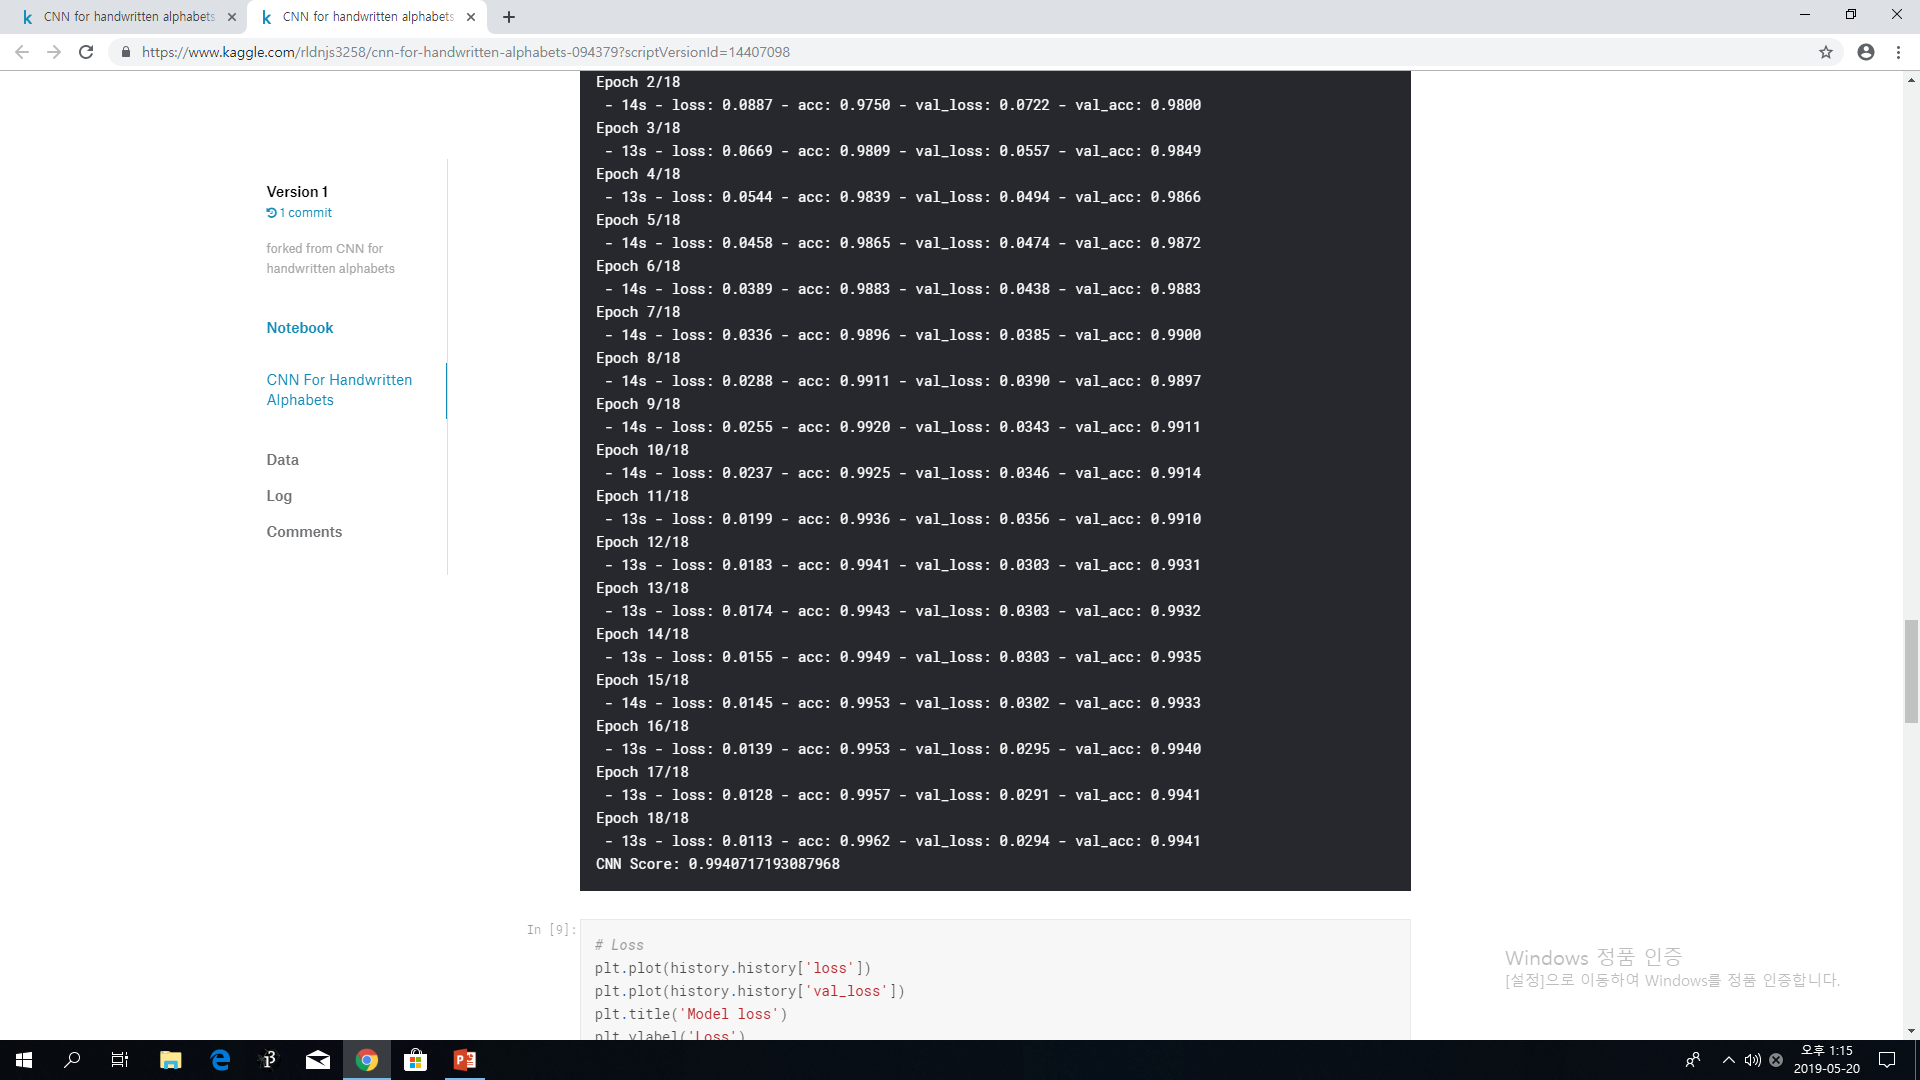 CNN for handwritten alphabets
CNN for handwritten alphabets
https://www.kaggle.com/rldnjs3258/cnn-for-handwritten-alphabets-094379?scriptVersionId=14407098
Version 1
1 commit
forked from CNN for
handwritten alphabets
Notebook
CNN For Handwritten
Alphabets
Data
Log
Comments
Epoch 2/18
- 14s - loss: 0.0887 - acc: 0.9750 - val_loss: 0.0722 - val_acc: 0.9800
Epoch 3/18
- 13s - loss: 0.0669 - acc: 0.9809 - val_loss: 0.0557 - val_acc: 0.9849
Epoch 4/18
- 13s - loss: 0.0544 - acc: 0.9839 - val_loss: 0.0494 - val_acc: 0.9866
Epoch 5/18
- 14s - loss: 0.0458 - acc: 0.9865 - val_loss: 0.0474 - val_acc: 0.9872
Epoch 6/18
- 14s - loss: 0.0389 - acc: 0.9883 - val_loss: 0.0438 - val_acc: 0.9883
Epoch 7/18
- 14s - loss: 0.0336 - acc: 0.9896 - val_loss: 0.0385 - val_acc: 0.9900
Epoch 8/18
- 14s - loss: 0.0288 - acc: 0.9911 - val_loss: 0.0390 - val_acc: 0.9897
Epoch 9/18
- 14s - loss: 0.0255 - acc: 0.9920 - val_loss: 0.0343 - val_acc: 0.9911
Epoch 10/18
- 14s - loss: 0.0237 - acc: 0.9925 - val_loss: 0.0346 - val_acc: 0.9914
Epoch 11/18
- 13s - loss: 0.0199 - acc: 0.9936 - val_loss: 0.0356 - val_acc: 0.9910
Epoch 12/18
- 13s - loss: 0.0183 - acc: 0.9941 - val_loss: 0.0303 - val_acc: 0.9931
Epoch 13/18
- 13s - loss: 0.0174 - acc: 0.9943 - val_loss: 0.0303 - val_acc: 0.9932
Epoch 14/18
- 13s - loss: 0.0155 - acc: 0.9949 - val_loss: 0.0303 - val_acc: 0.9935
Epoch 15/18
- 14s - loss: 0.0145 - acc: 0.9953 - val_loss: 0.0302 - val_acc: 0.9933
Epoch 16/18
- 13s - loss: 0.0139 - acc: 0.9953 - val_loss: 0.0295 - val_acc: 0.9940
Epoch 17/18
- 13s - loss: 0.0128 - acc: 0.9957 - val_loss: 0.0291 - val_acc: 0.9941
Epoch 18/18
- 13s - loss: 0.0113 - acc: 0.9962 - val_loss: 0.0294 - val_acc: 0.9941
CNN Score: 0.9940717193087968
In [9]:
# Loss
plt.plot(history.history['loss'])
plt.plot(history.history['val_loss'])
plt.title('Model loss')
plt.ylabel('Loss')
Windows 정품 인증
[설정]으로 이동하여 Windows를 정품 인증합니다.
오후 1:15
2019-05-20